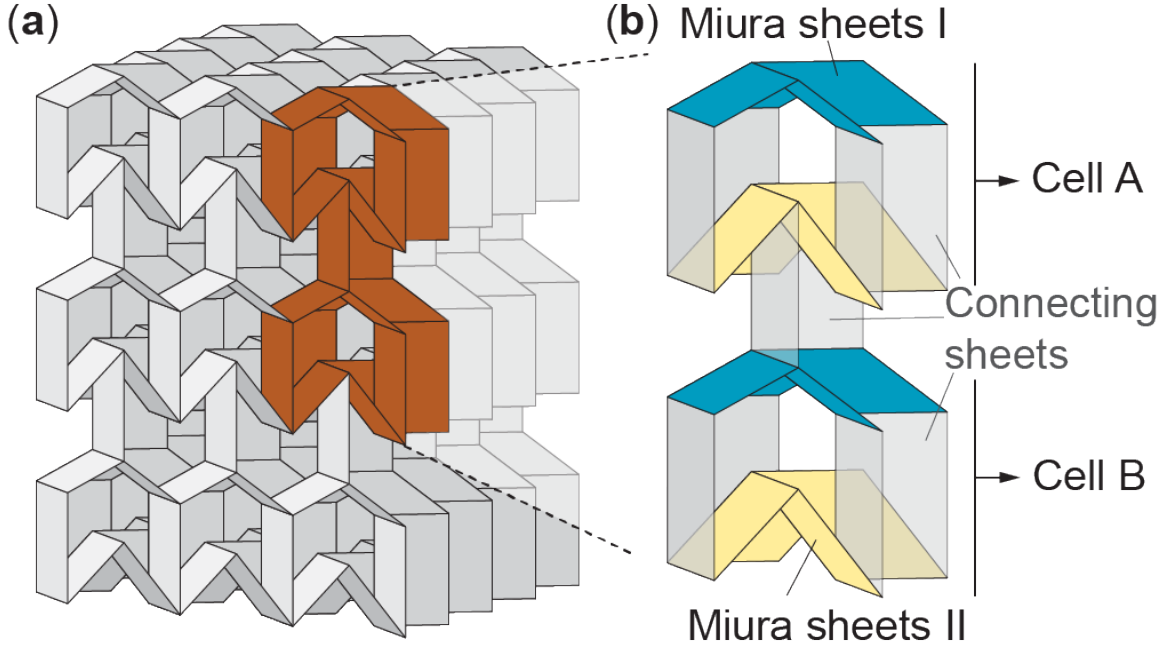 (a)
(b)
Miura sheets I
Cell A
Connecting
sheets
Cell B
Miura sheets II